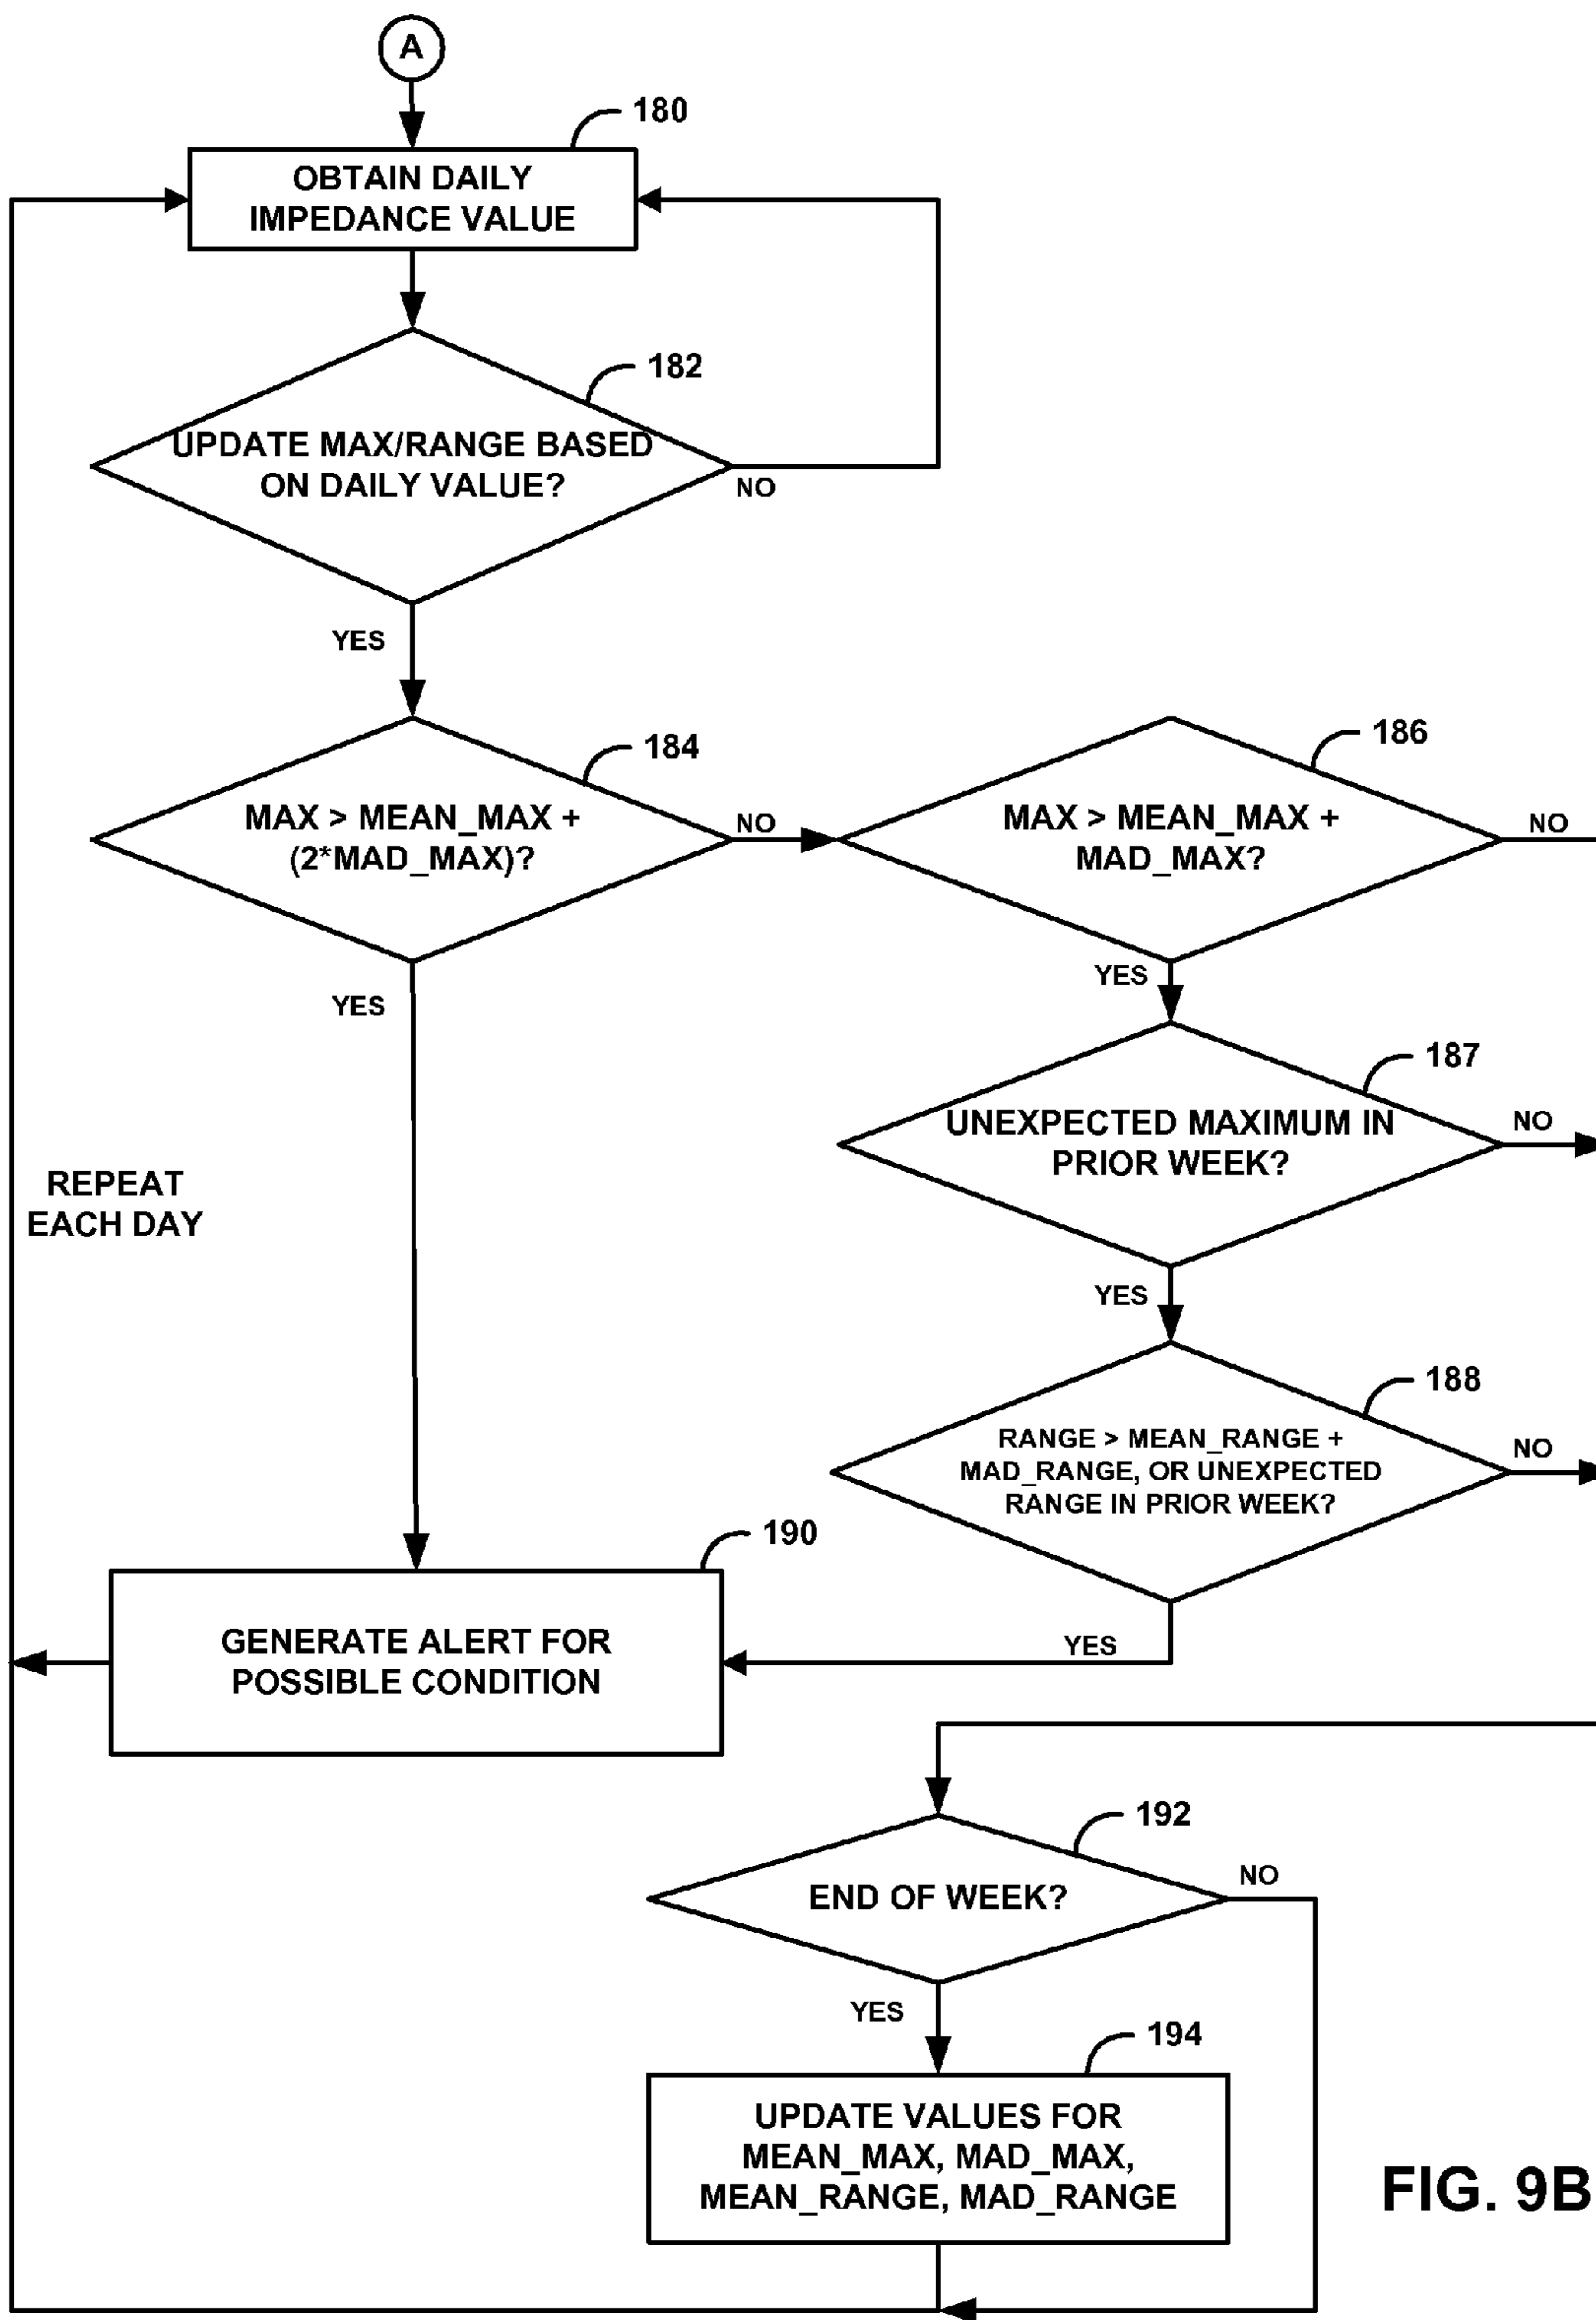 A
180
OBTAIN DAILY
IMPEDANCE VALUE
182
UPDATE MAX/RANGE BASED
ON DAILY VALUE?
NO
YES
184
MAX > MEAN_MAX +
(2*MAD_MAX)?
NO
YES
186
MAX > MEAN_MAX +
MAD_MAX?
NO
YES
187
UNEXPECTED MAXIMUM IN
PRIOR WEEK?
NO
YES
REPEAT
EACH DAY
188
RANGE > MEAN_RANGE +
MAD_RANGE, OR UNEXPECTED
RANGE IN PRIOR WEEK?
NO
YES
190
GENERATE ALERT FOR
POSSIBLE CONDITION
192
END OF WEEK?
NO
YES
194
UPDATE VALUES FOR
MEAN_MAX, MAD_MAX,
MEAN_RANGE, MAD_RANGE
FIG. 9B